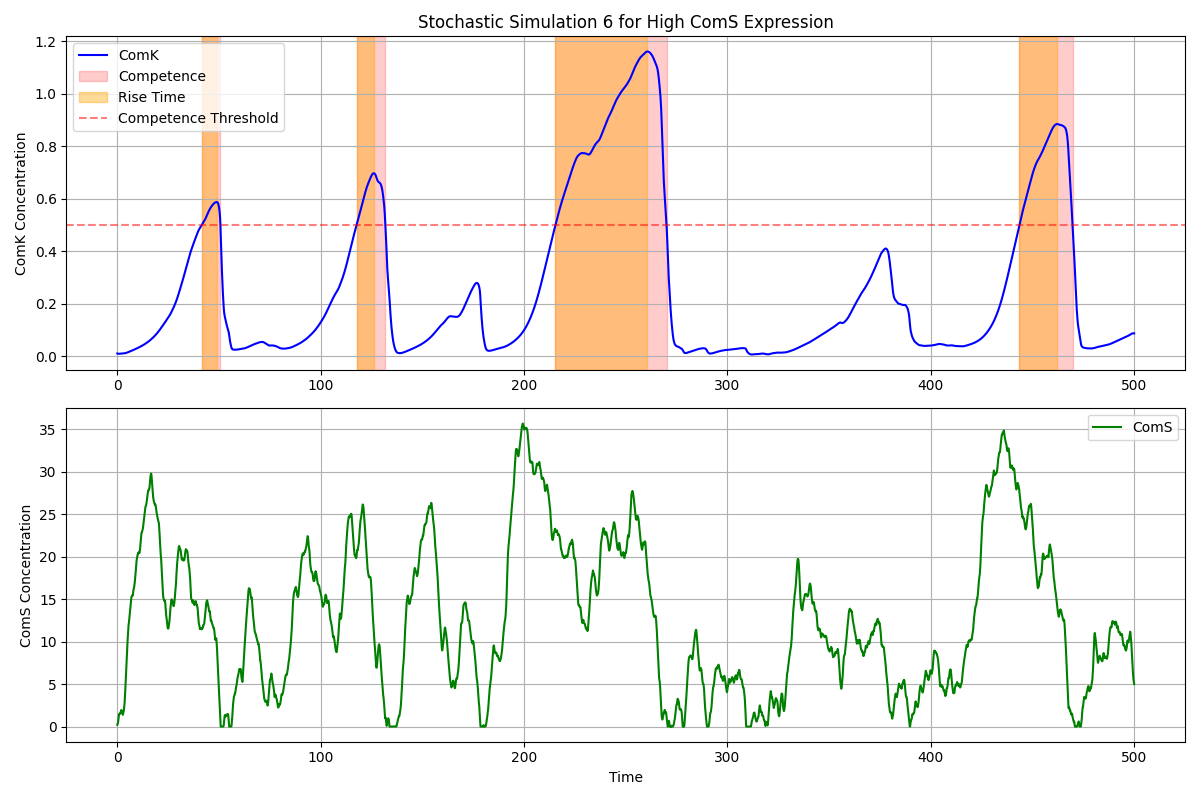 Stochastic Simulation 6 for High ComS Expression
ComK Concentration
1.2
1.0
0.8
0.6
0.4
0.2
0.0
ComK
Competence
Rise Time
Competence Threshold
0 100 200 300 400 500
ComS Concentration
35
30
25
20
15
10
5
0
ComS
0 100 200 300 400 500
Time